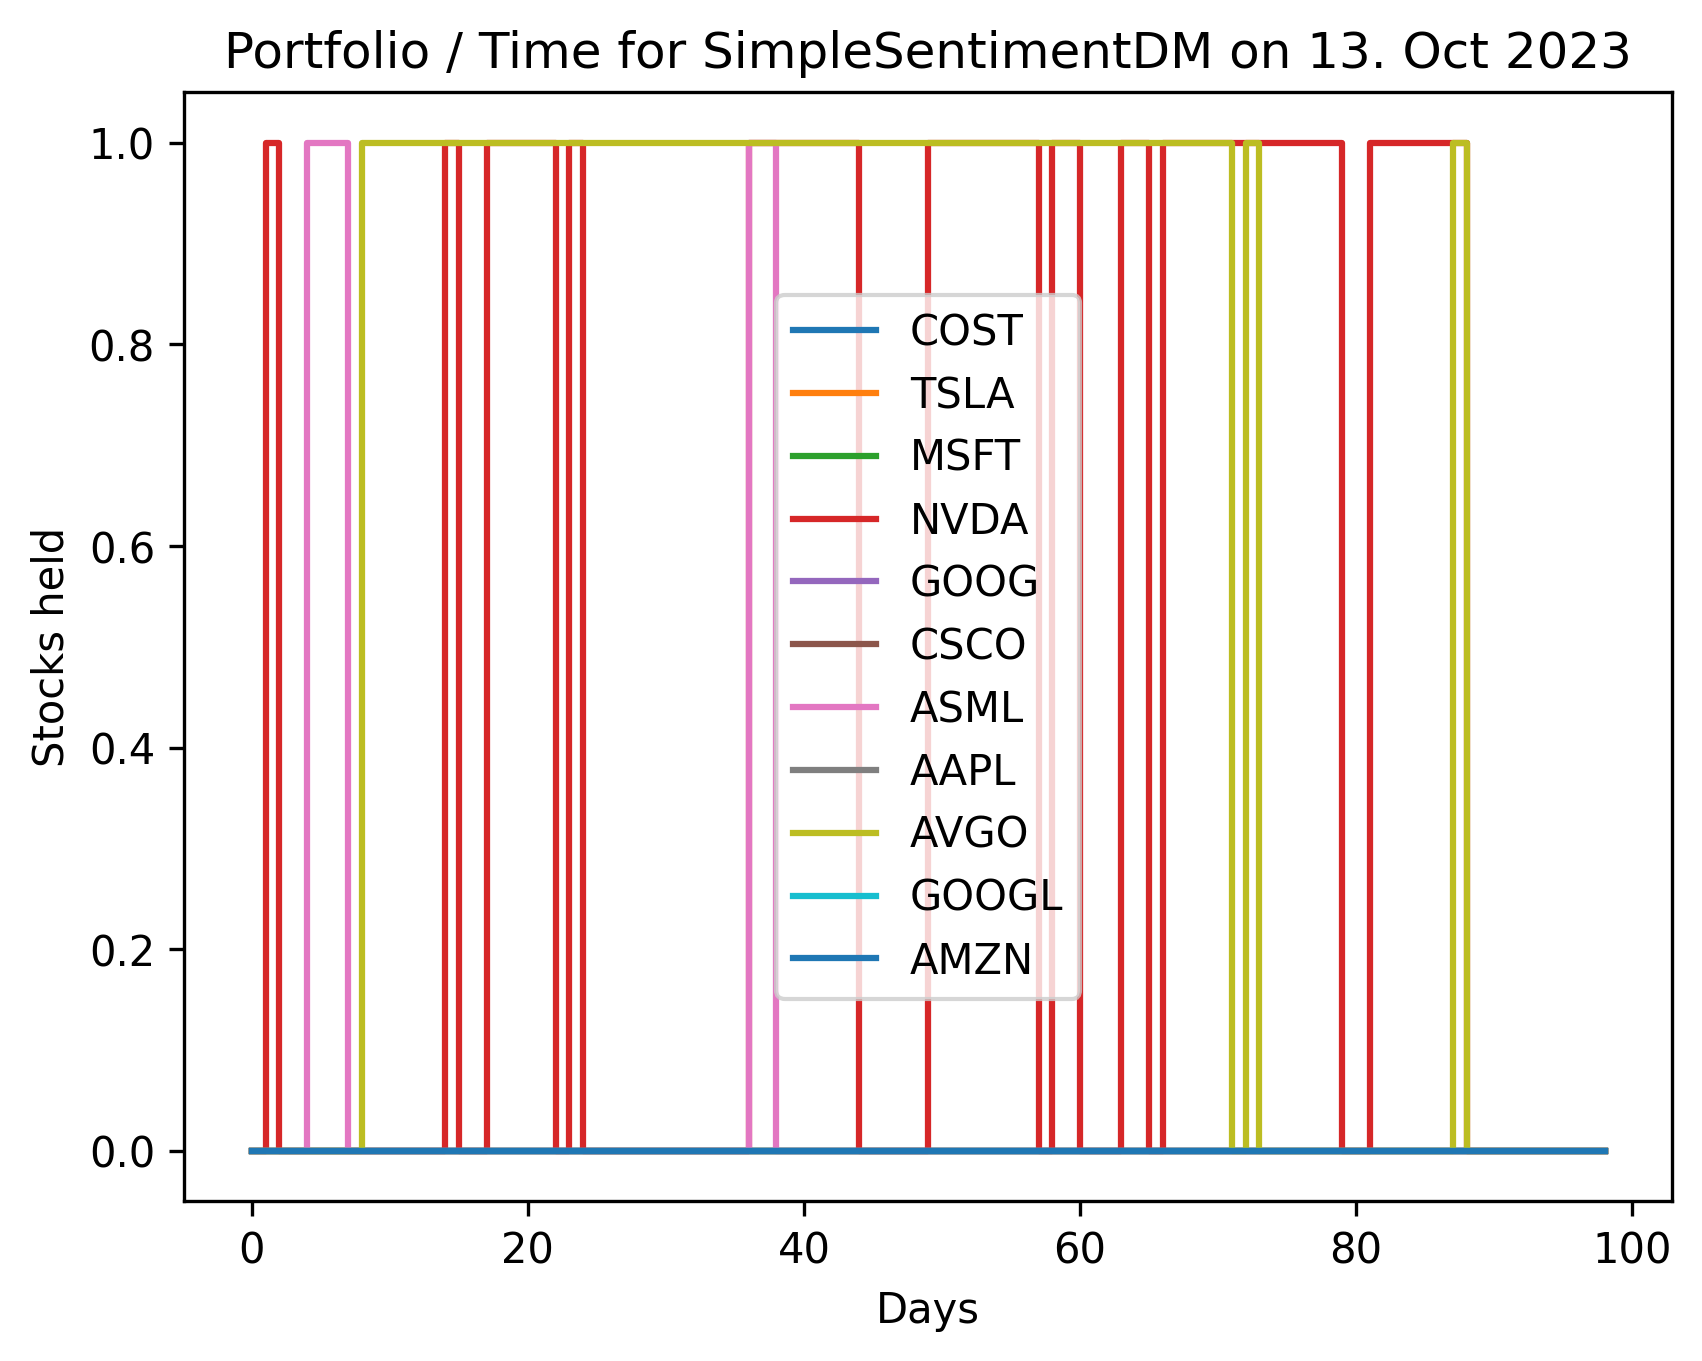 Portfolio / Time for SimpleSentimentDM on 13. Oct 2023
1.0
0.8
0.6
0.4
0.2
0.0
Stocks held
COST
TSLA
MSFT
NVDA
GOOG
CSCO
ASML
AAPL
AVGO
GOOGL
AMZN
0 20 40 60 80 100
Days